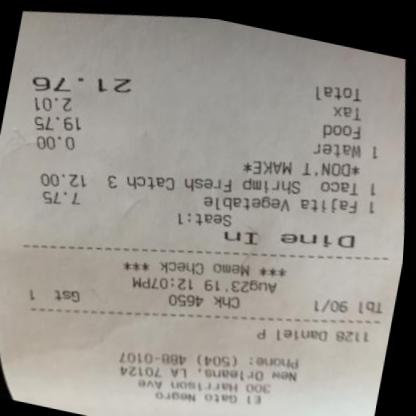 El Gato Negro
300 Harrison Ave
New Orleans, LA 70124
Phone: (504) 488-0107
1128 Daniel P
Tbl 90/1 Chk 4650 Gst 1
Aug23'19 12:07PM
*** Memo Check ***
Dine In
Seat:1
1 Fajita Vegetable 7.75
1 Taco Shrimp Fresh Catch 3 12.00
*DON'T MAKE*
1 Water 0.00
Food 19.75
Tax 2.01
Total 21.76